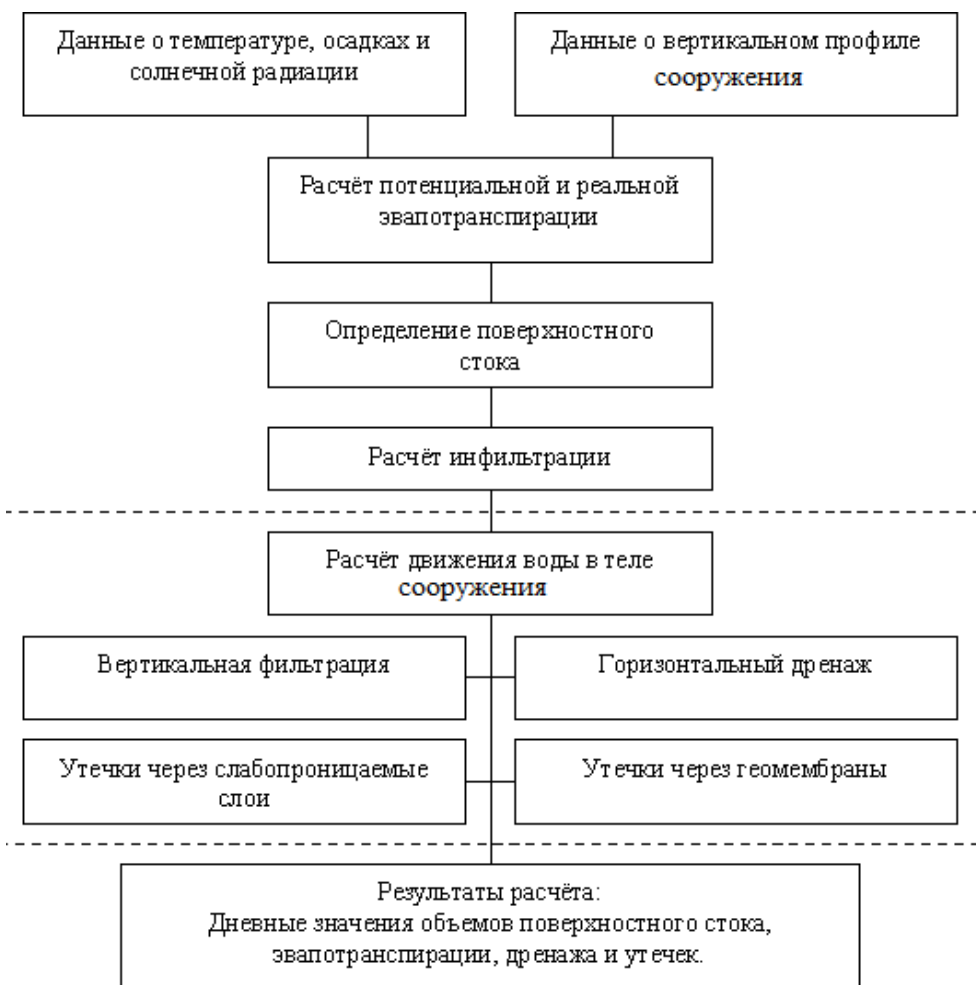 Данные о температуре, осадках и
солнечной радиации
Данные о вертикальном профиле
сооружения
Расчёт потенциальной и реальной
эвапотранспирации
Определение поверхностного
стока
Расчёт инфильтрации
Расчёт движения воды в теле
сооружения
Вертикальная фильтрация
Горизонтальный дренаж
Утечки через слабопроницаемые
слои
Утечки через геомембраны
Результаты расчёта:
Дневные значения объемов поверхностного стока,
эвапотранспирации, дренажа и утечек.